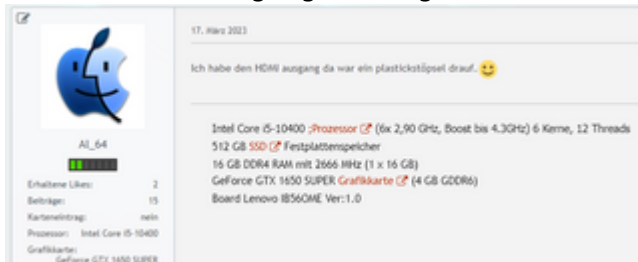 17. März 2023
Ich habe den HDMI ausgang da war ein plastickstöpsel drauf.
AI_64
Erhaltene Likes: 2
Beiträge: 15
Karteneintrag: nein
Prozessor: Intel Core i5-10400
Grafikkarte:
GeForce GTX 1650 SUPER
Intel Core i5-10400 ;Prozessor (6x 2,90 GHz, Boost bis 4.3GHz) 6 Kerne, 12 Threads
512 GB SSD Festplattenspeicher
16 GB DDR4 RAM mit 2666 MHz (1 x 16 GB)
GeForce GTX 1650 SUPER Grafikkarte (4 GB GDDR6)
Board Lenovo IB560ME Ver:1.0